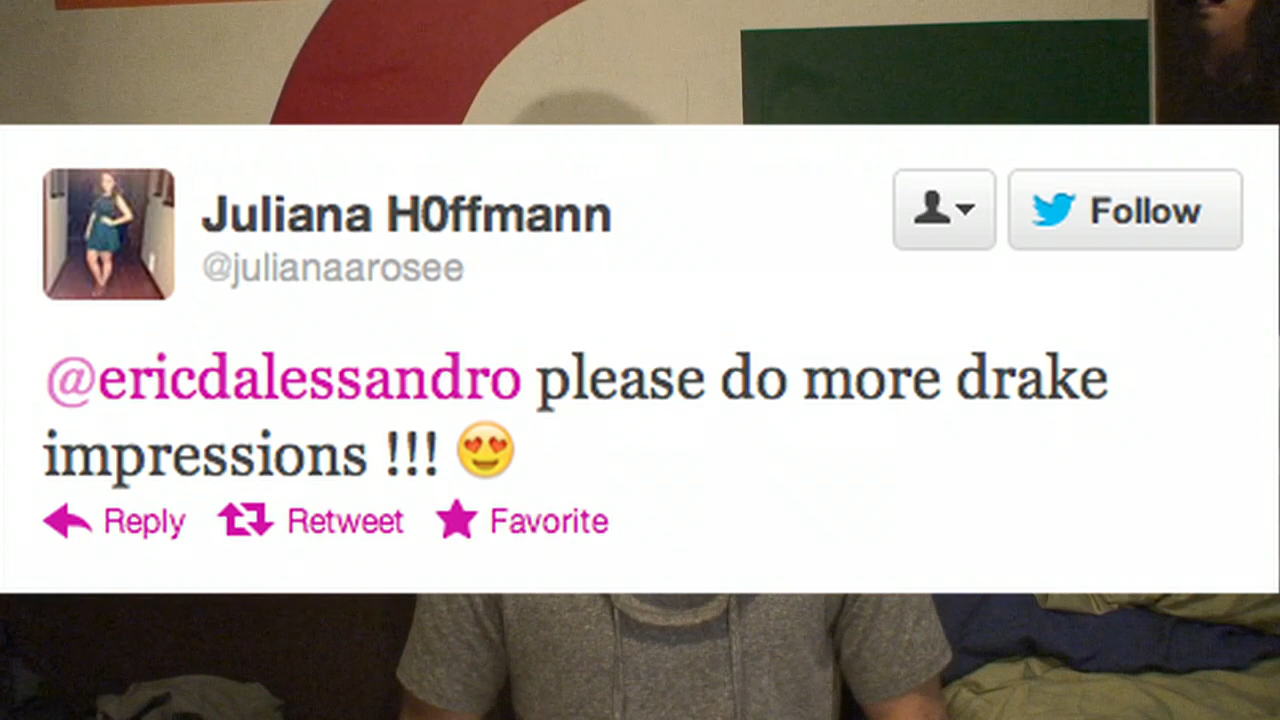 Juliana H0ffmann
Follow
@julianaarosee
@ericdalessandro please do more drake
impressions !!! 😍
Reply Retweet Favorite